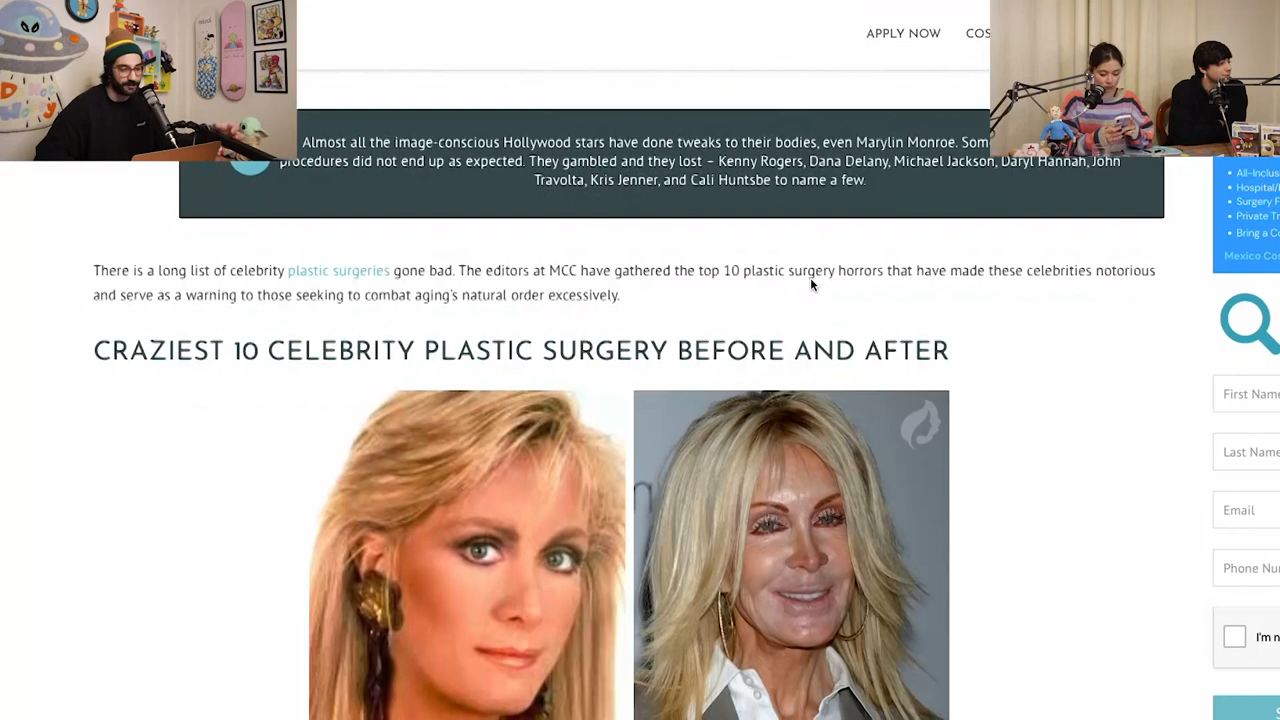 APPLY NOW
COS
Almost all the image-conscious Hollywood stars have done tweaks to their bodies, even Marylin Monroe. Som
procedures did not end up as expected. They gambled and they lost – Kenny Rogers, Dana Delany, Michael Jackson, Daryl Hannah, John
Travolta, Kris Jenner, and Cali Huntsbe to name a few.
• All-Inclus
• Hospital/
• Surgery F
• Private Tr
• Bring a Co
Mexico Cos
There is a long list of celebrity plastic surgeries gone bad. The editors at MCC have gathered the top 10 plastic surgery horrors that have made these celebrities notorious
and serve as a warning to those seeking to combat aging's natural order excessively.
CRAZIEST 10 CELEBRITY PLASTIC SURGERY BEFORE AND AFTER
First Name
Last Name
Email
Phone Nu
I'm n